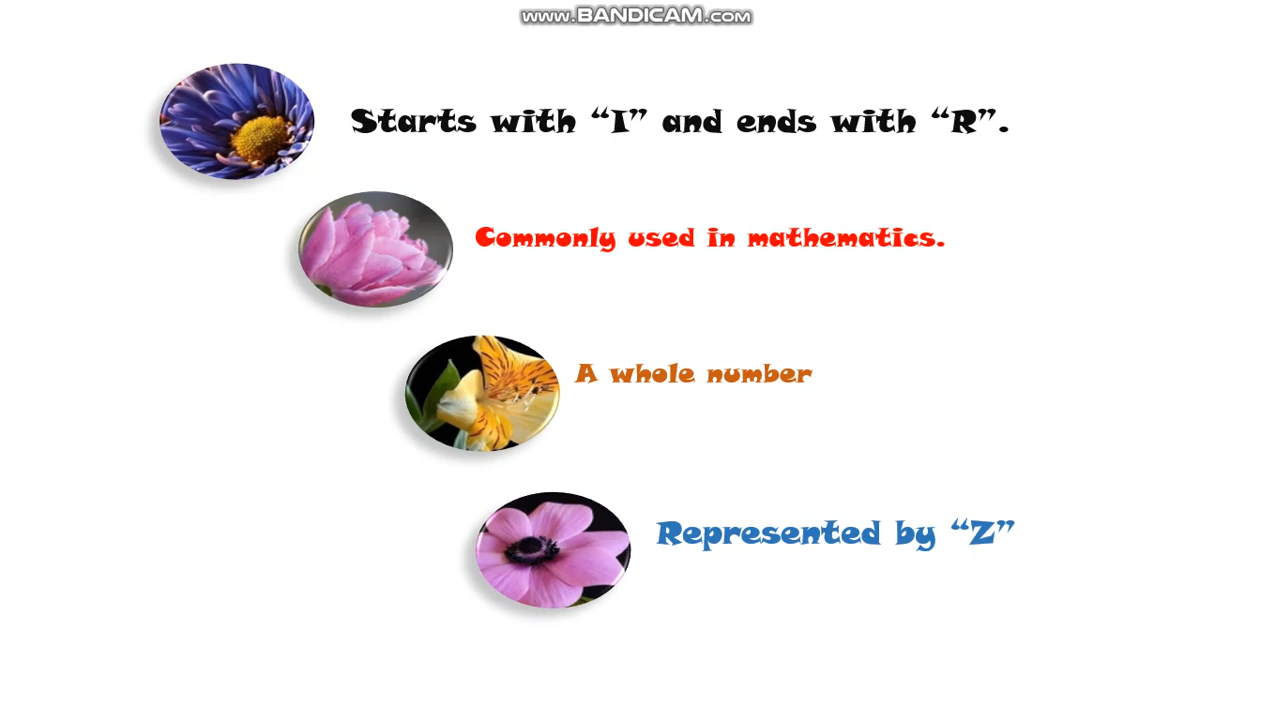 www.BANDICAM.com
Starts with “I” and ends with “R”.
Commonly used in mathematics.
A whole number
Represented by “Z”